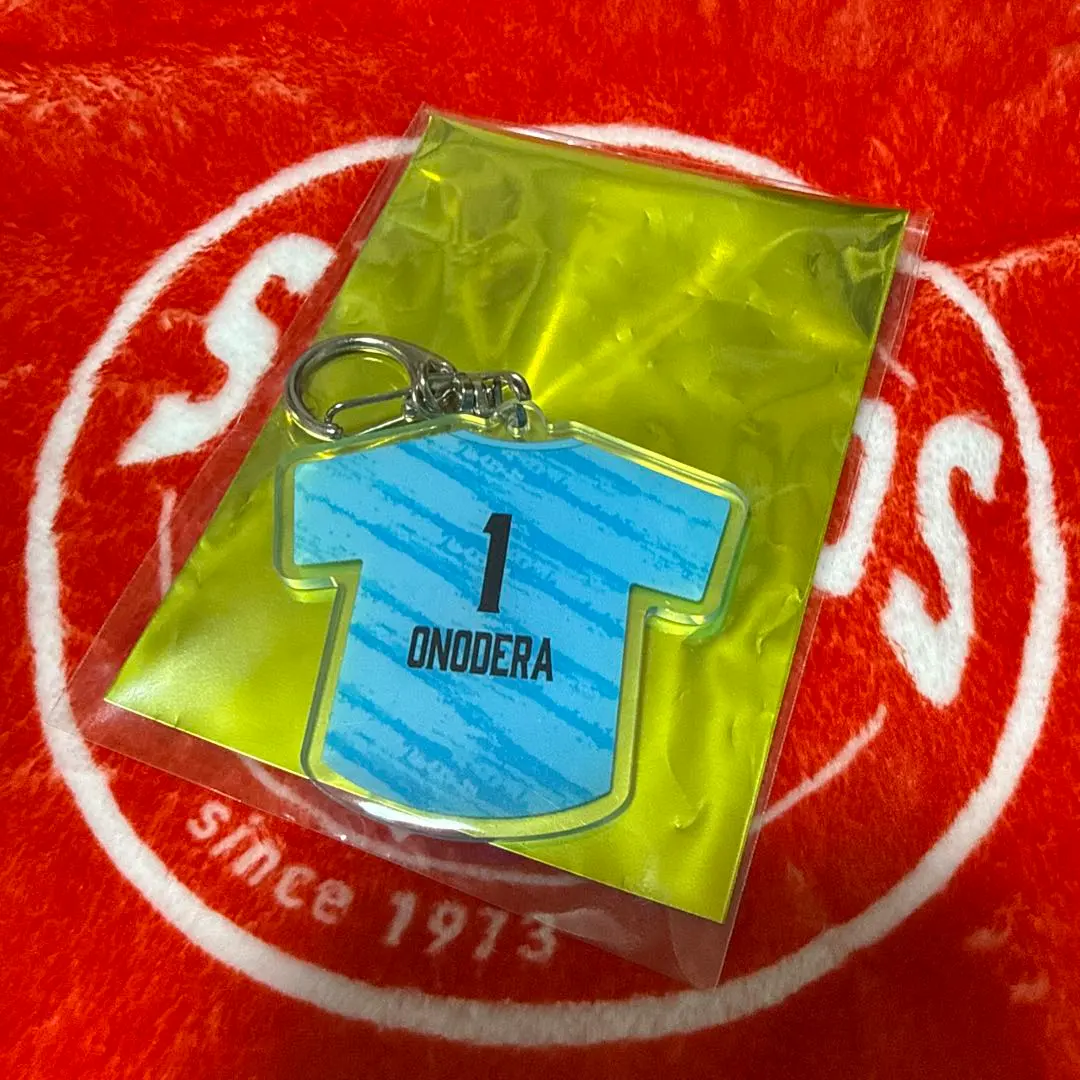 1
ONODERA
since 1973